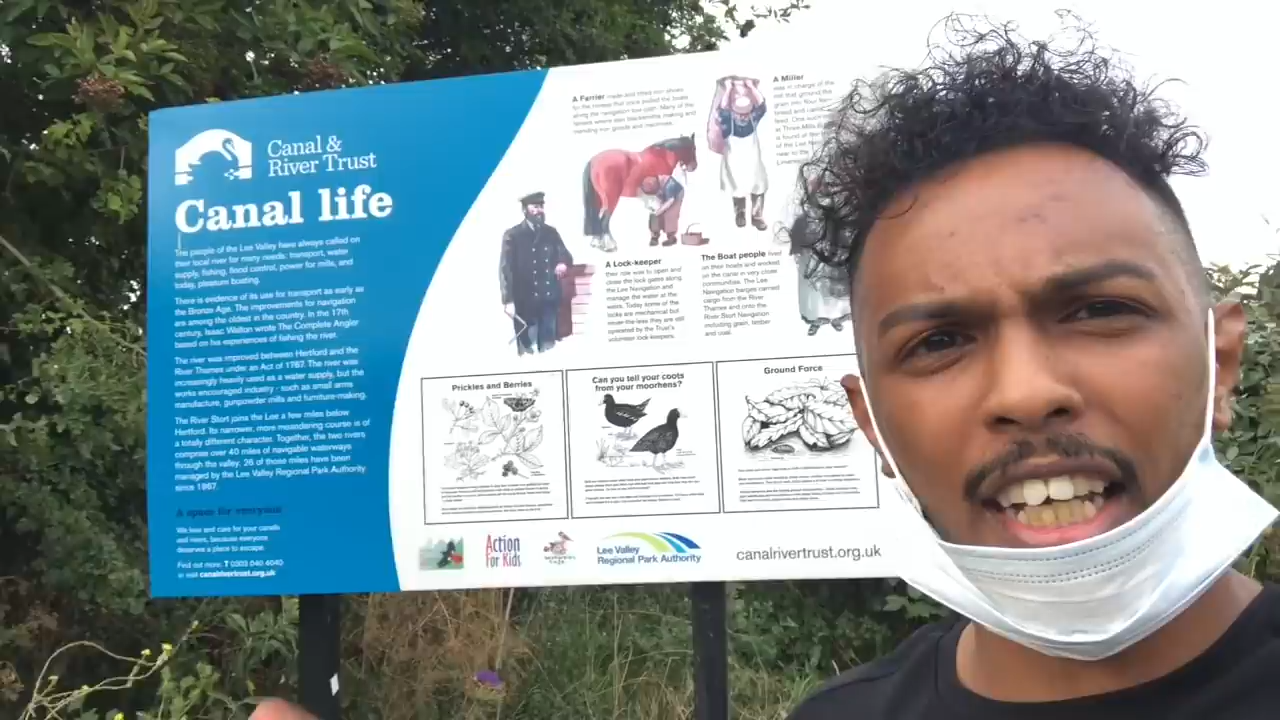 Canal &
River Trust
Canal life
The people of the Lee Valley have always called on
their local river for many needs: transport, water
supply, fishing, flood control, power for mills, and
today, pleasure boating.
There is evidence of its use for transport as early as
the Bronze Age. The improvements for navigation
are among the oldest in the country. In the 17th
century, Isaac Walton wrote The Complete Angler
based on his experiences of fishing the river.
The river was improved between Hertford and the
River Thames under an Act of 1767. The river was
increasingly heavily used as a water supply, but the
works encouraged industry - such as small arms
manufacture, gunpowder mills and furniture-making.
The River Stort joins the Lee a few miles below
Hertford. Its narrower, more meandering course is of
a totally different character. Together, the two rivers
comprise over 40 miles of navigable waterways
through the valley. 26 of those miles have been
managed by the Lee Valley Regional Park Authority
since 1967.
A space for everyone
We love and care for your canals
and rivers, because everyone
deserves a place to escape.
Find out more: T 0303 040 4040
or visit canalrivertrust.org.uk
A Farrier made and fitted iron shoes
for the horses that once pulled the boats
along the navigation tow path. Many of the
farriers were also blacksmiths making and
mending iron goods and machines.
A Miller
was in charge of the
mill that ground the
grain into flour for
bread and
feed. One such
at Three Mills
a found at
of the Lee
near to the
A Lock-keeper
their role was to open and
close the lock gates along
the Lee Navigation and
manage the water at the
weirs. Today some of the
locks are mechanical but
never-the-less they are still
operated by the Trust's
volunteer lock keepers.
The Boat people lived
on their boats and worked
on the canal in very close
communities. The Lee
Navigation barges carried
cargo from the River
Thames and onto the
River Stort Navigation
including grain, timber
and coal.
Prickles and Berries
Can you tell your coots
from your moorhens?
Ground Force
Action
For Kids
Lee Valley
Regional Park Authority
canalrivertrust.org.uk